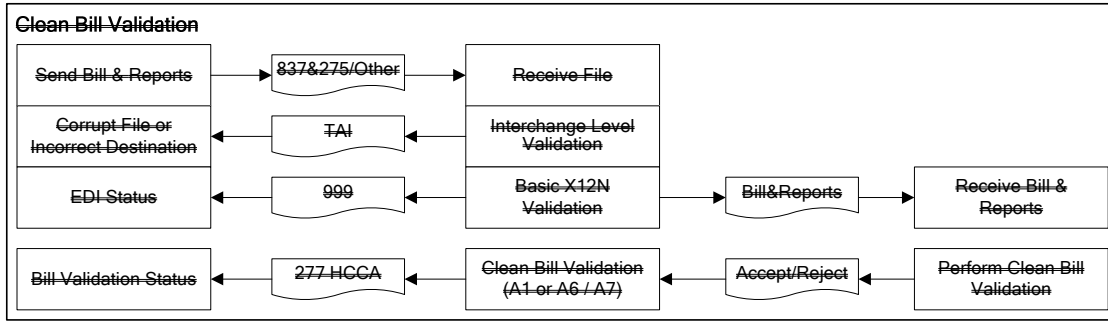 Clean Bill Validation
Send Bill & Reports
837&275/Other
Receive File
Corrupt File or
Incorrect Destination
TAI
Interchange Level
Validation
EDI Status
999
Basic X12N
Validation
Bill&Reports
Receive Bill &
Reports
Bill Validation Status
277 HCCA
Clean Bill Validation
(A1 or A6 / A7)
Accept/Reject
Perform Clean Bill
Validation